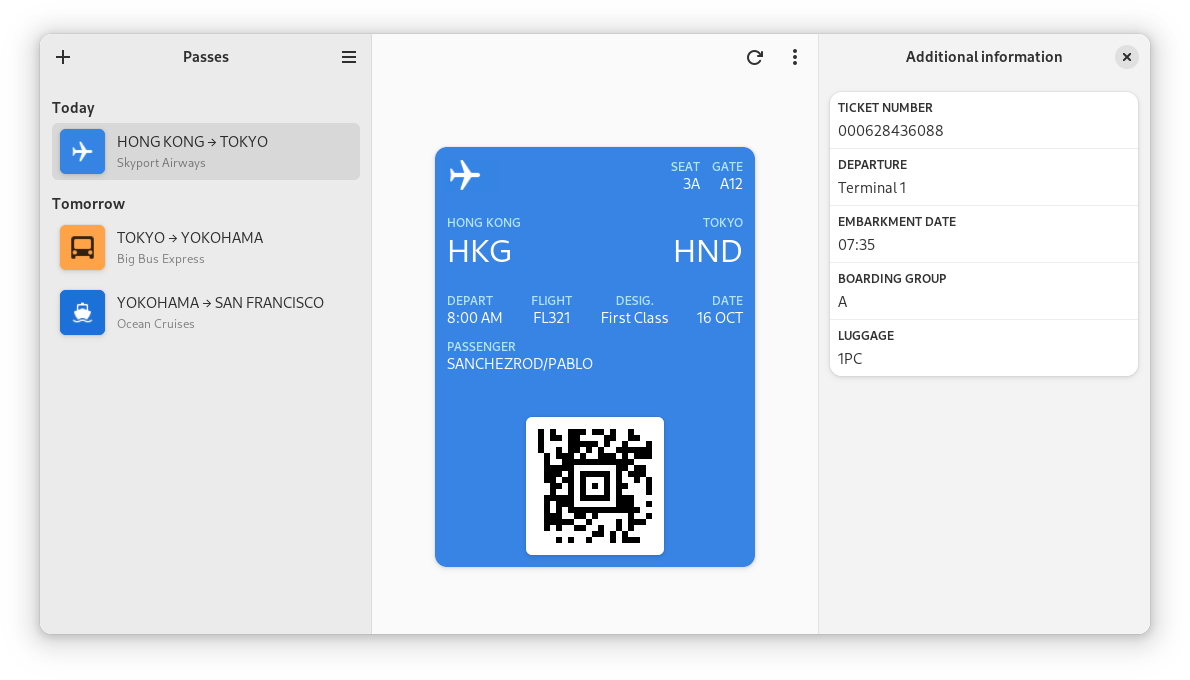 Passes
Today
HONG KONG → TOKYO
Skyport Airways
Tomorrow
TOKYO → YOKOHAMA
Big Bus Express
YOKOHAMA → SAN FRANCISCO
Ocean Cruises
SEAT GATE
3A A12
HONG KONG TOKYO
HKG HND
DEPART FLIGHT DESIG. DATE
8:00 AM FL321 First Class 16 OCT
PASSENGER
SANCHEZROD/PABLO
Additional information
TICKET NUMBER
000628436088
DEPARTURE
Terminal 1
EMBARKMENT DATE
07:35
BOARDING GROUP
A
LUGGAGE
1PC